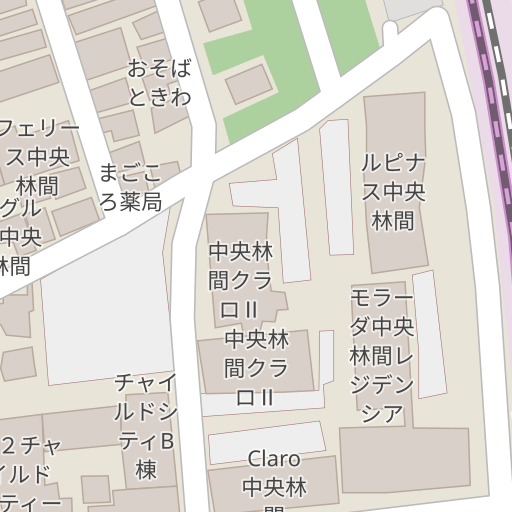 おそば
ときわ
フェリー
ス中央
林間
まごこ
ろ薬局
グル
中央
林間
ルピナ
ス中央
林間
中央林
間クラ
ロⅡ
中央林
間クラ
ロⅡ
モラー
ダ中央
林間レ
ジデン
シア
チャイ
ルドシ
ティB
棟
2チャ
イルド
ティー
Claro
中央林
間